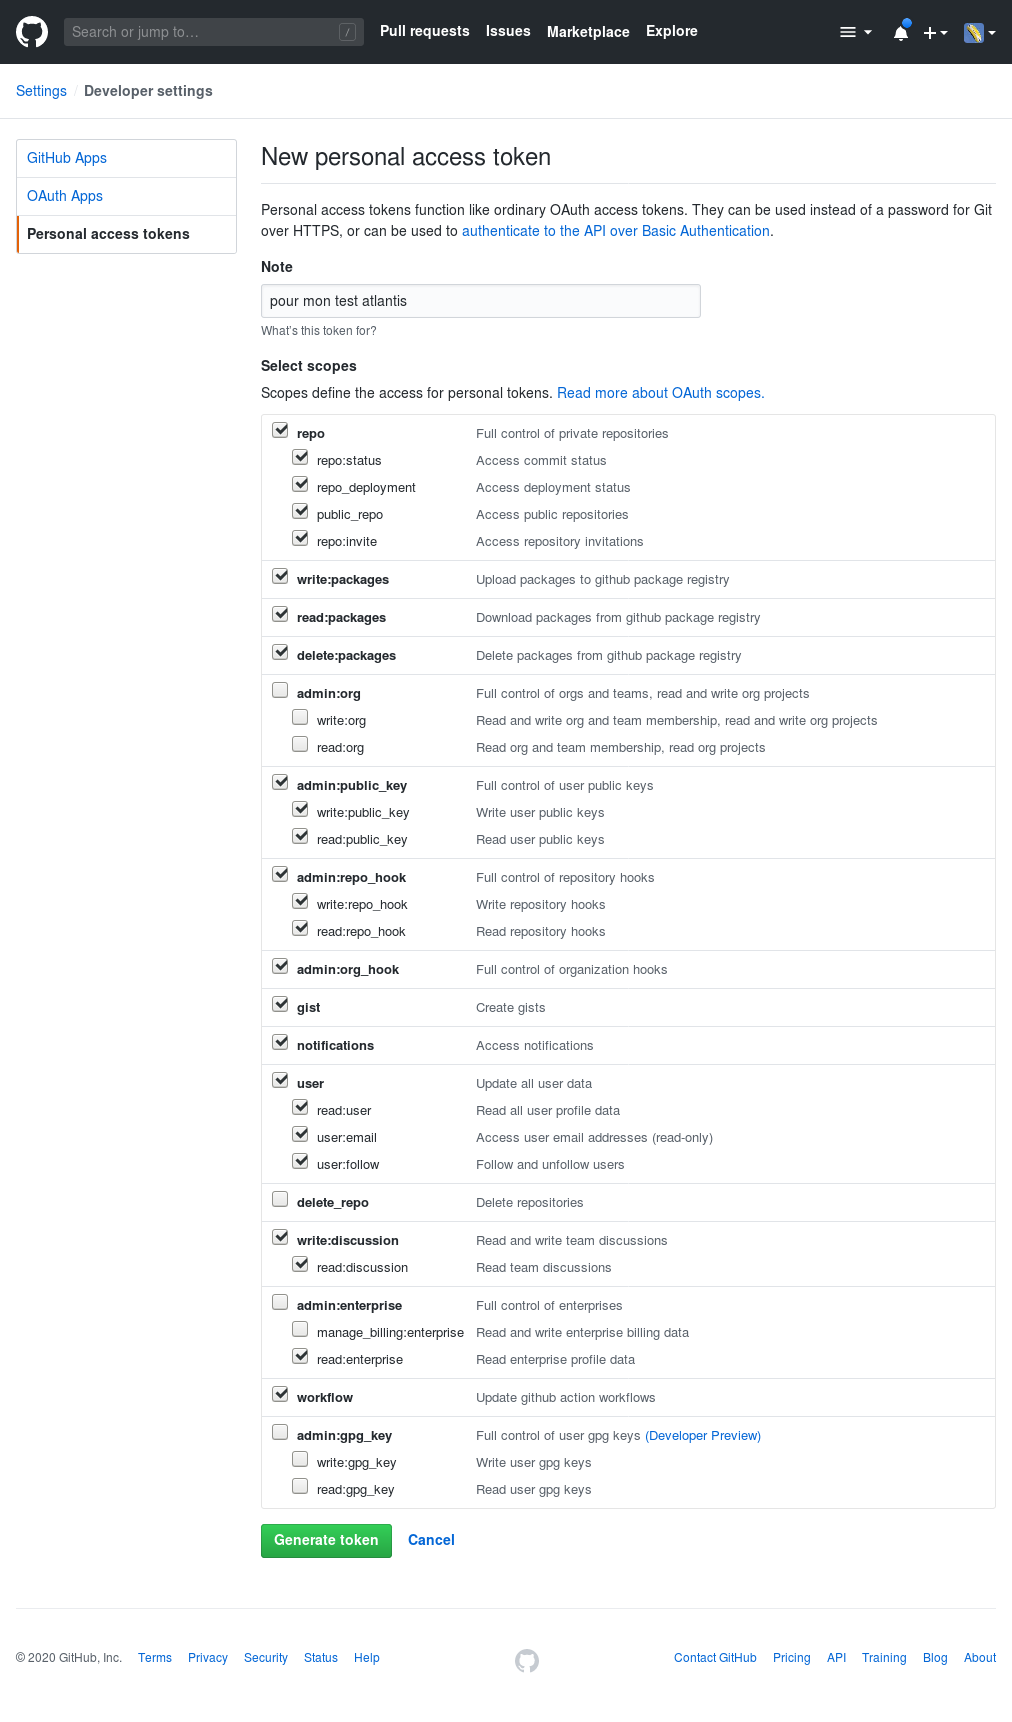 Search or jump to…
/
Pull requests
Issues
Marketplace
Explore
Settings / Developer settings
GitHub Apps
OAuth Apps
Personal access tokens
New personal access token
Personal access tokens function like ordinary OAuth access tokens. They can be used instead of a password for Git
over HTTPS, or can be used to authenticate to the API over Basic Authentication.
Note
pour mon test atlantis
What's this token for?
Select scopes
Scopes define the access for personal tokens. Read more about OAuth scopes.
repo Full control of private repositories
repo:status Access commit status
repo_deployment Access deployment status
public_repo Access public repositories
repo:invite Access repository invitations
write:packages Upload packages to github package registry
read:packages Download packages from github package registry
delete:packages Delete packages from github package registry
admin:org Full control of orgs and teams, read and write org projects
write:org Read and write org and team membership, read and write org projects
read:org Read org and team membership, read org projects
admin:public_key Full control of user public keys
write:public_key Write user public keys
read:public_key Read user public keys
admin:repo_hook Full control of repository hooks
write:repo_hook Write repository hooks
read:repo_hook Read repository hooks
admin:org_hook Full control of organization hooks
gist Create gists
notifications Access notifications
user Update all user data
read:user Read all user profile data
user:email Access user email addresses (read-only)
user:follow Follow and unfollow users
delete_repo Delete repositories
write:discussion Read and write team discussions
read:discussion Read team discussions
admin:enterprise Full control of enterprises
manage_billing:enterprise Read and write enterprise billing data
read:enterprise Read enterprise profile data
workflow Update github action workflows
admin:gpg_key Full control of user gpg keys (Developer Preview)
write:gpg_key Write user gpg keys
read:gpg_key Read user gpg keys
Generate token Cancel
© 2020 GitHub, Inc. Terms Privacy Security Status Help Contact GitHub Pricing API Training Blog About